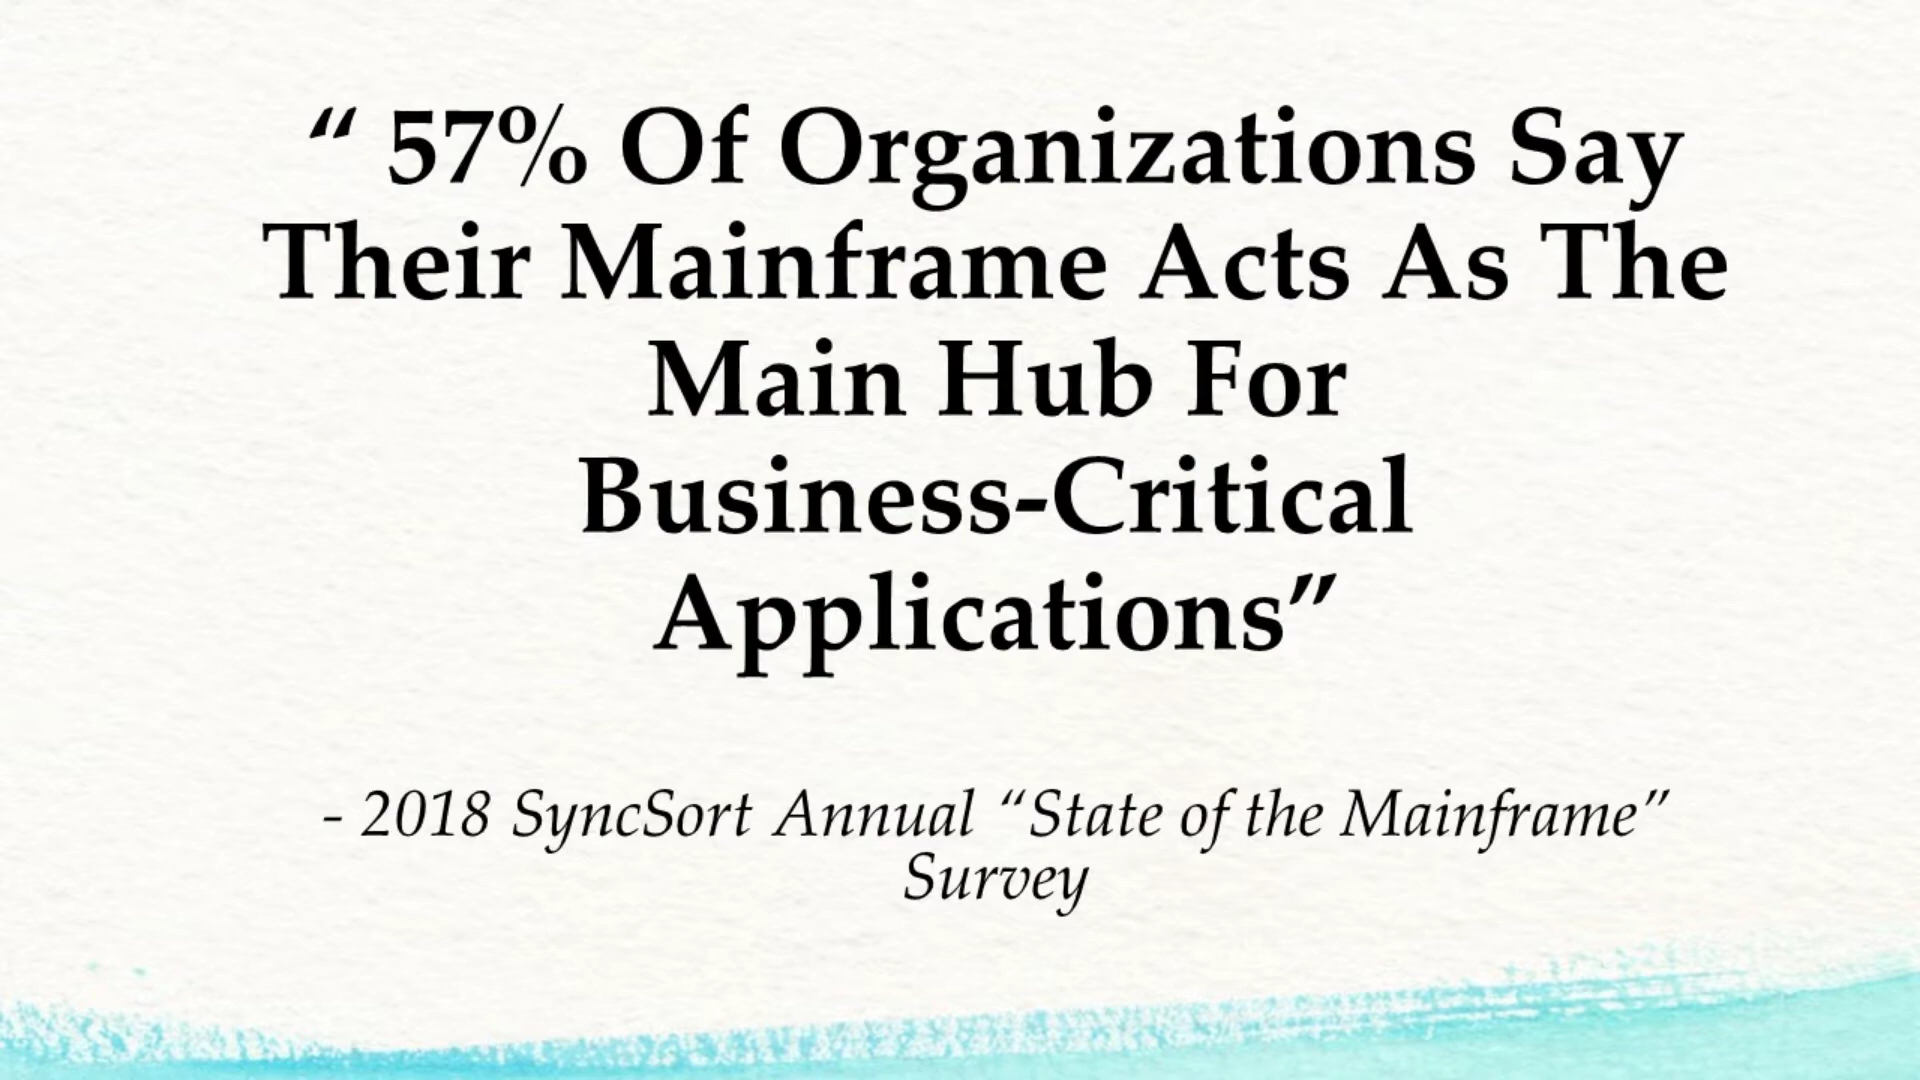 “ 57% Of Organizations Say
Their Mainframe Acts As The
Main Hub For
Business-Critical
Applications”
- 2018 SyncSort Annual “State of the Mainframe”
Survey